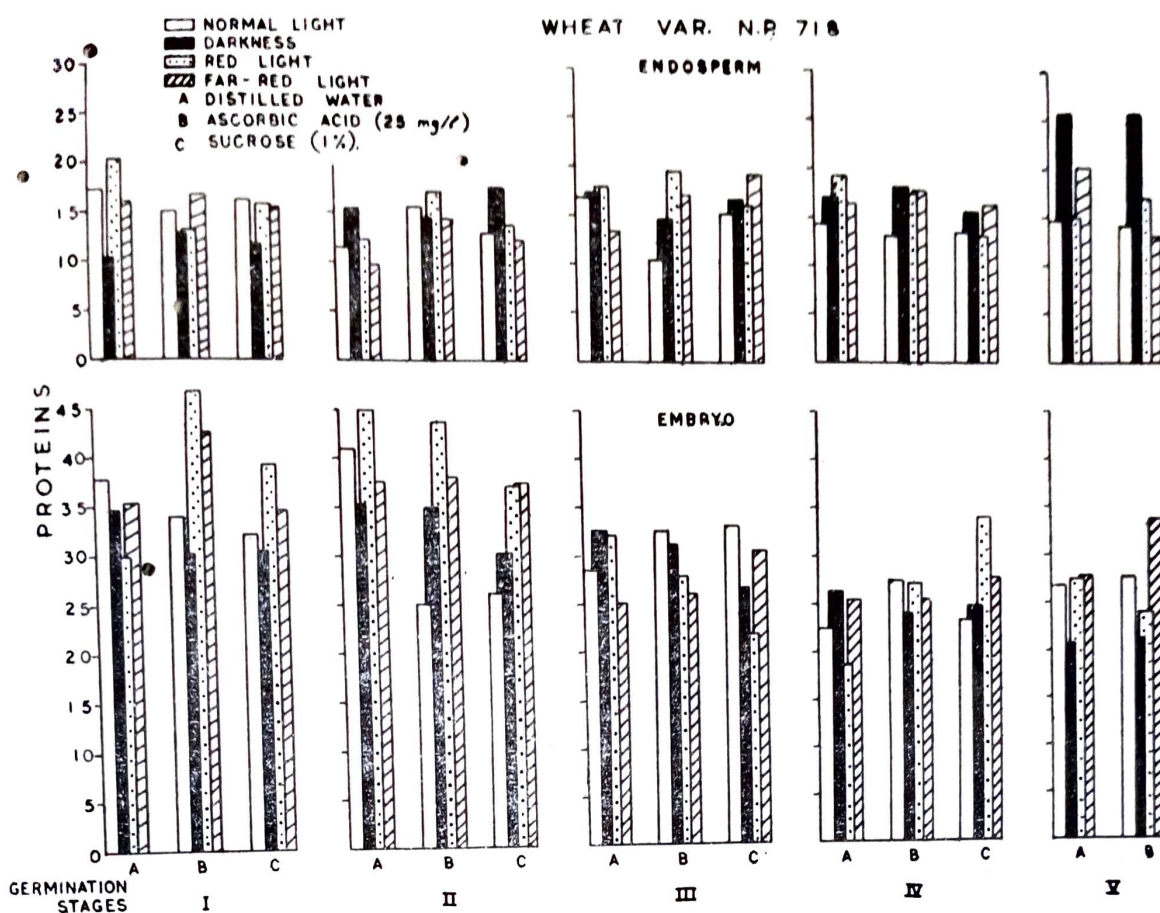 WHEAT VAR. N.P. 718
NORMAL LIGHT
DARKNESS
RED LIGHT
FAR-RED LIGHT
A DISTILLED WATER
B ASCORBIC ACID (25 mg/l)
C SUCROSE (1%).
ENDOSPERM
30
25
20
15
10
5
0
EMBRYO
PROTEINS
45
40
35
30
25
20
15
10
5
0
A B C A B C A B C A B C A B
GERMINATION
STAGES
I II III IV V